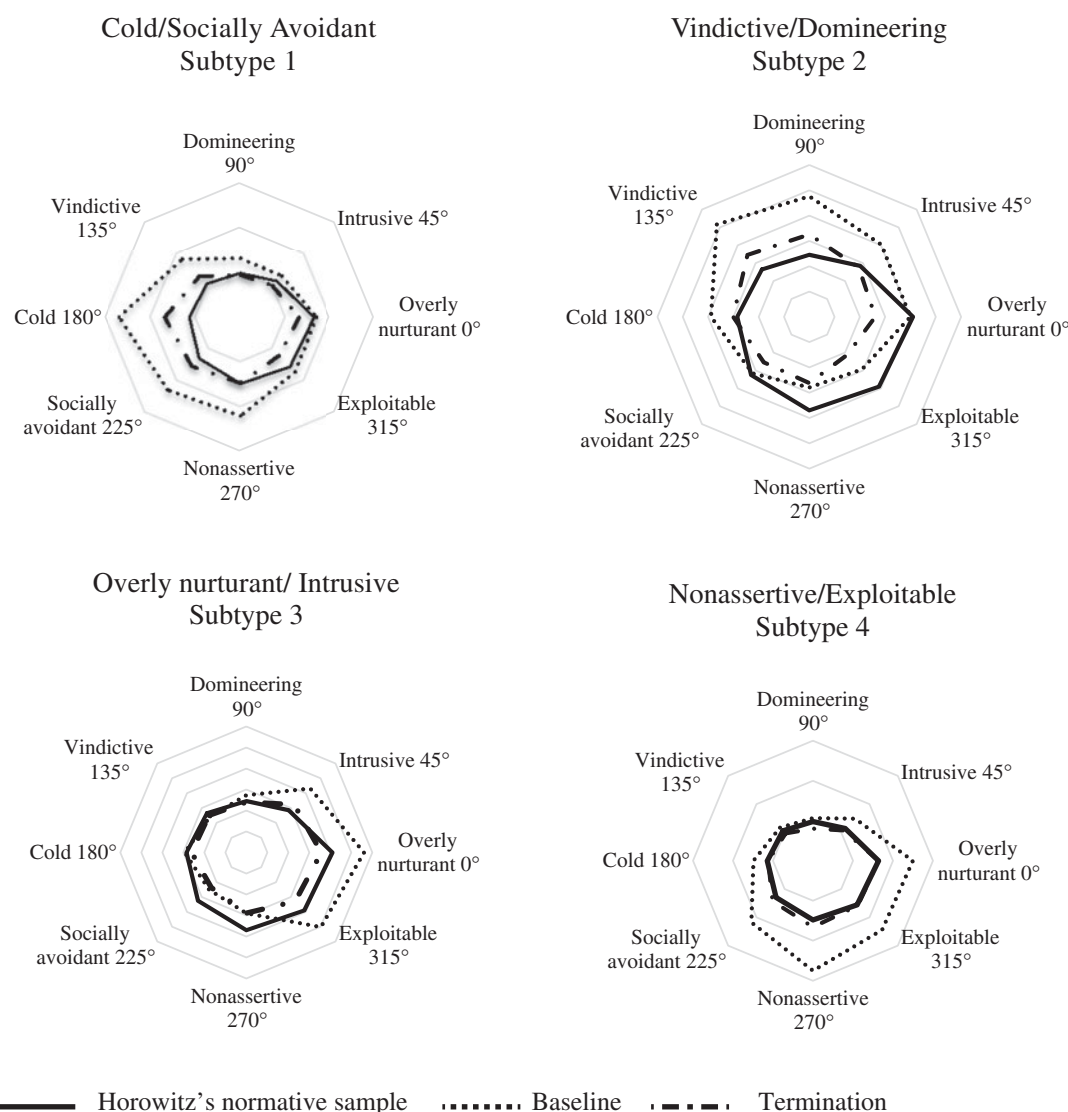 Cold/Socially Avoidant
Subtype 1
Domineering
90°
Vindictive
135°
Intrusive 45°
Cold 180°
Overly
nurturant 0°
Socially
avoidant 225°
Exploitable
315°
Nonassertive
270°
Vindictive/Domineering
Subtype 2
Domineering
90°
Vindictive
135°
Intrusive 45°
Cold 180°
Overly
nurturant 0°
Socially
avoidant 225°
Exploitable
315°
Nonassertive
270°
Overly nurturant/ Intrusive
Subtype 3
Domineering
90°
Vindictive
135°
Intrusive 45°
Cold 180°
Overly
nurturant 0°
Socially
avoidant 225°
Exploitable
315°
Nonassertive
270°
Nonassertive/Exploitable
Subtype 4
Domineering
90°
Vindictive
135°
Intrusive 45°
Cold 180°
Overly
nurturant 0°
Socially
avoidant 225°
Exploitable
315°
Nonassertive
270°
Horowitz’s normative sample Baseline Termination